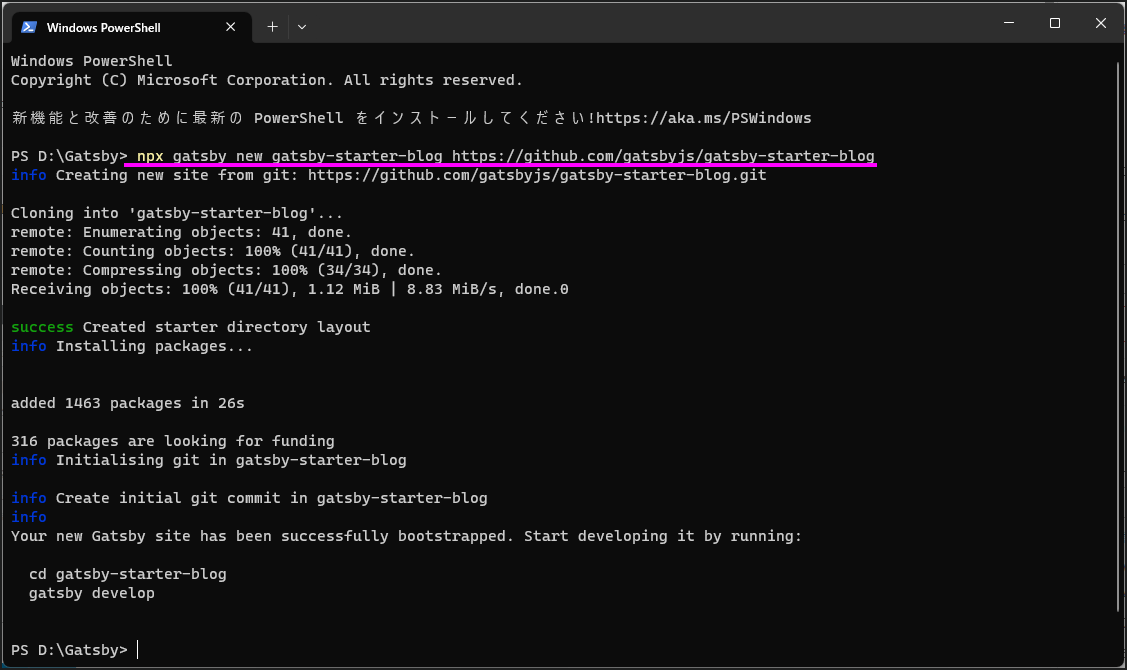 Windows PowerShell
Windows PowerShell
Copyright (C) Microsoft Corporation. All rights reserved.
新機能と改善のために最新の PowerShell をインストールしてください!https://aka.ms/PSWindows
PS D:\Gatsby> npx gatsby new gatsby-starter-blog https://github.com/gatsbyjs/gatsby-starter-blog
info Creating new site from git: https://github.com/gatsbyjs/gatsby-starter-blog.git
Cloning into 'gatsby-starter-blog'...
remote: Enumerating objects: 41, done.
remote: Counting objects: 100% (41/41), done.
remote: Compressing objects: 100% (34/34), done.
Receiving objects: 100% (41/41), 1.12 MiB | 8.83 MiB/s, done.0
success Created starter directory layout
info Installing packages...
added 1463 packages in 26s
316 packages are looking for funding
info Initialising git in gatsby-starter-blog
info Create initial git commit in gatsby-starter-blog
info
Your new Gatsby site has been successfully bootstrapped. Start developing it by running:
cd gatsby-starter-blog
gatsby develop
PS D:\Gatsby>